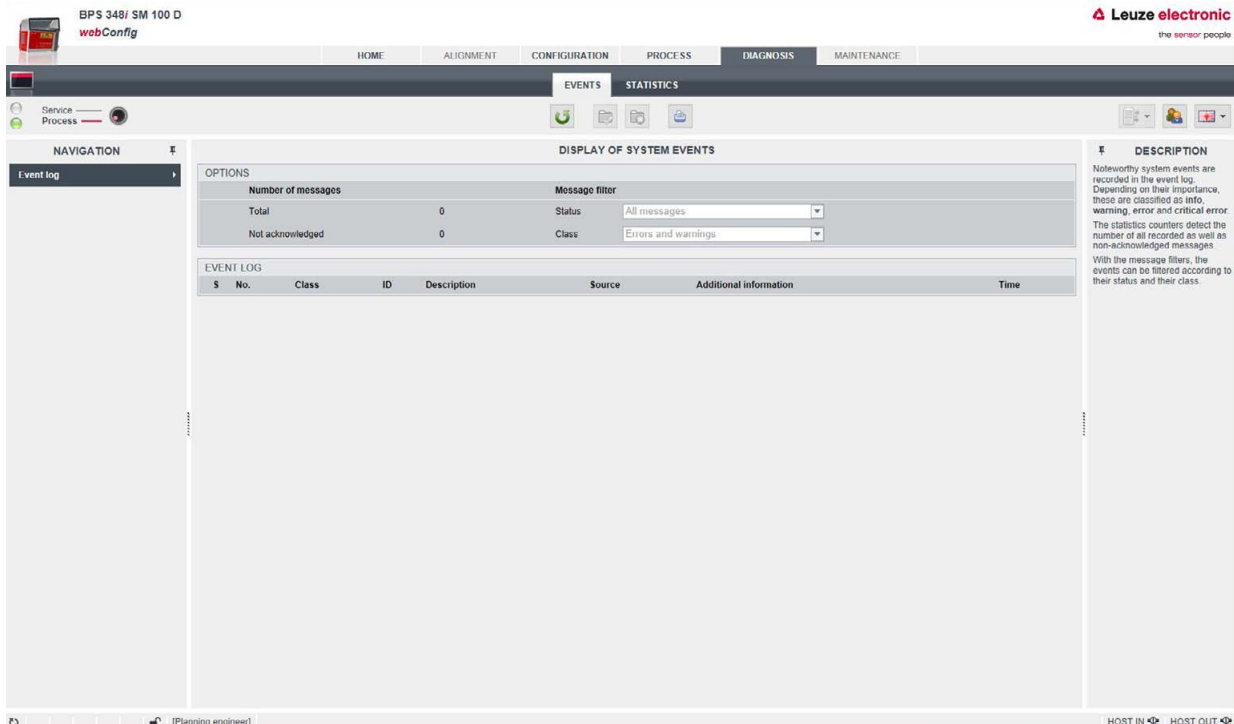 BPS 348i SM 100 D
webConfig
Leuze electronic
the sensor people
HOME ALIGNMENT CONFIGURATION PROCESS DIAGNOSIS MAINTENANCE
EVENTS STATISTICS
Service
Process
NAVIGATION
Event log
DISPLAY OF SYSTEM EVENTS
OPTIONS
Number of messages Message filter
Total 0 Status All messages
Not acknowledged 0 Class Errors and warnings
EVENT LOG
S No. Class ID Description Source Additional information Time
DESCRIPTION
Noteworthy system events are
recorded in the event log.
Depending on their importance,
these are classified as info,
warning, error and critical error.
The statistics counters detect the
number of all recorded as well as
non-acknowledged messages.
With the message filters, the
events can be filtered according to
their status and their class.
[Planning engineer]
HOST IN HOST OUT